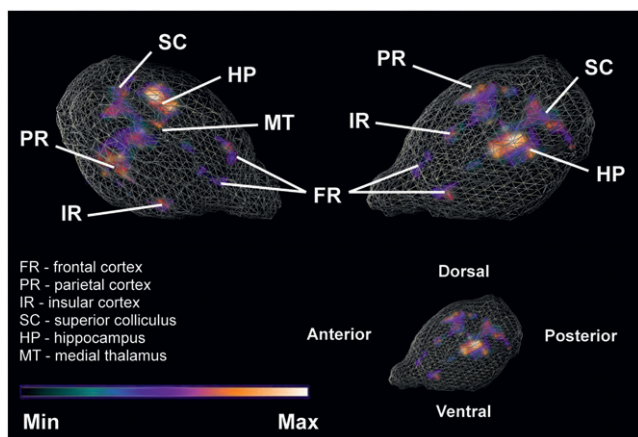 SC
HP
MT
PR
IR
PR
SC
IR
FR
HP
FR - frontal cortex
PR - parietal cortex
IR - insular cortex
SC - superior colliculus
HP - hippocampus
MT - medial thalamus
Dorsal
Anterior
Posterior
Ventral
Min
Max